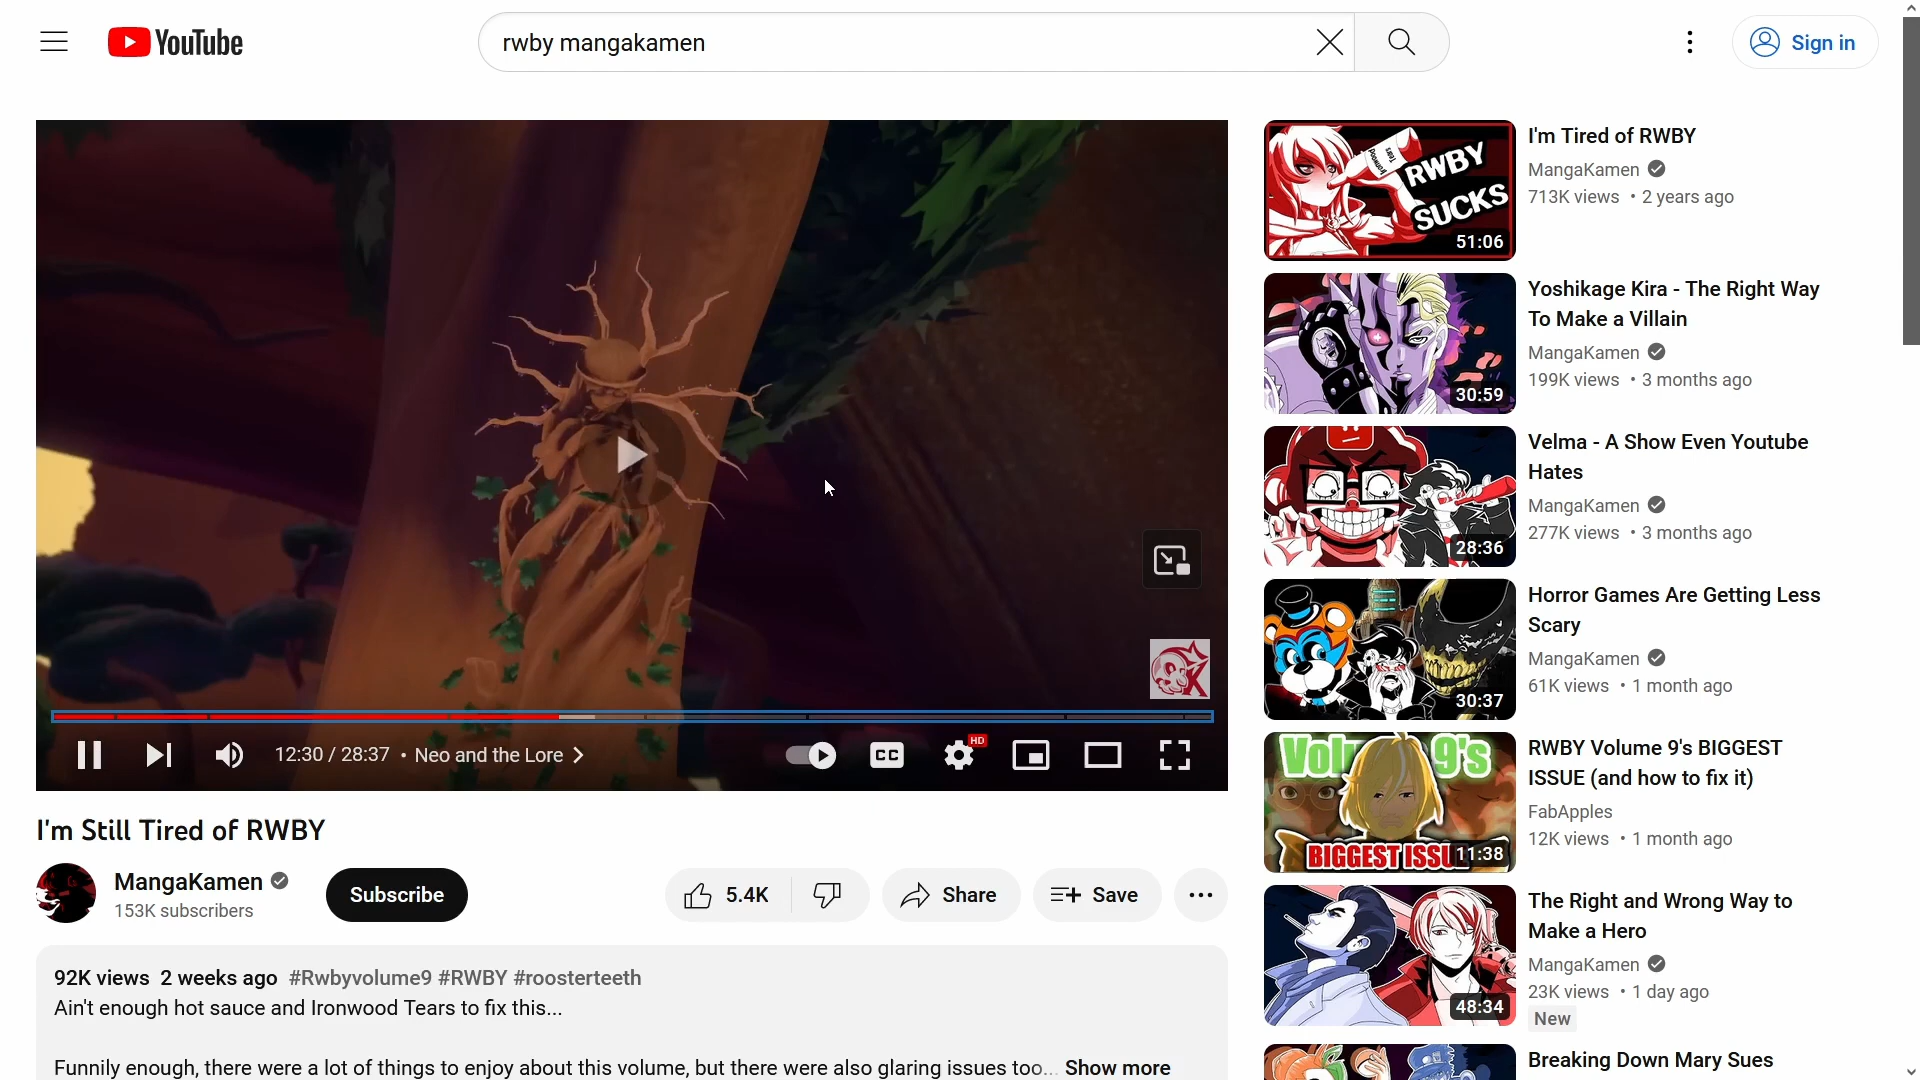 YouTube
rwby mangakamen
Sign in
HD
12:30 / 28:37 • Neo and the Lore
CC
I'm Still Tired of RWBY
MangaKamen
153K subscribers
Subscribe
5.4K
Share
Save
92K views 2 weeks ago #Rwbyvolume9 #RWBY #roosterteeth
Ain't enough hot sauce and Ironwood Tears to fix this...
Funnily enough, there were a lot of things to enjoy about this volume, but there were also glaring issues too... Show more
Ironwood
Tears
RWBY
SUCKS
51:06
I'm Tired of RWBY
MangaKamen
713K views • 2 years ago
30:59
Yoshikage Kira - The Right Way
To Make a Villain
MangaKamen
199K views • 3 months ago
28:36
Velma - A Show Even Youtube
Hates
MangaKamen
277K views • 3 months ago
30:37
Horror Games Are Getting Less
Scary
MangaKamen
61K views • 1 month ago
Vol 9's
BIGGEST ISSU
11:38
RWBY Volume 9's BIGGEST
ISSUE (and how to fix it)
FabApples
12K views • 1 month ago
48:34
The Right and Wrong Way to
Make a Hero
MangaKamen
23K views • 1 day ago
New
Breaking Down Mary Sues